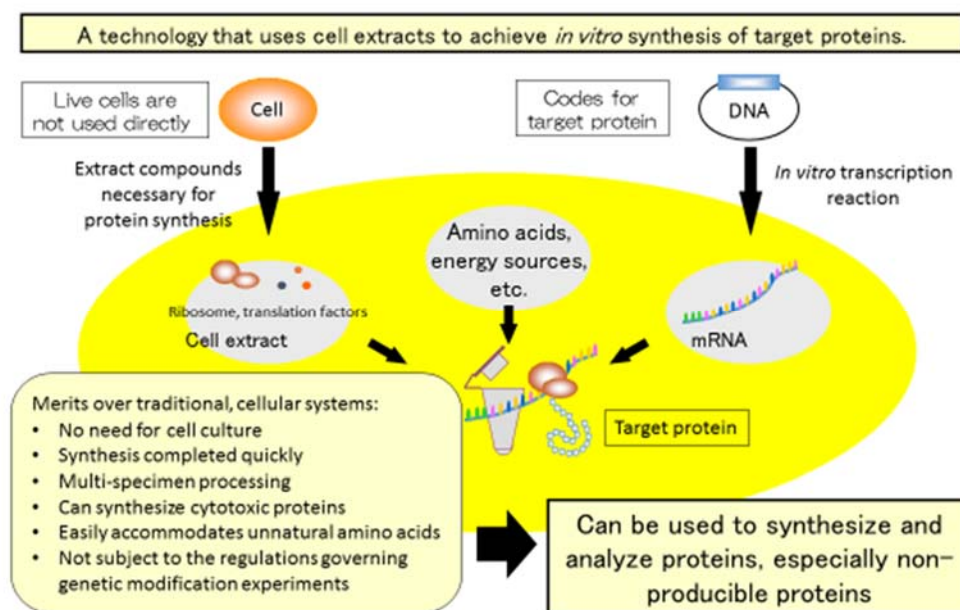 A technology that uses cell extracts to achieve in vitro synthesis of target proteins.
Live cells are
not used directly
Cell
Codes for
target protein
DNA
Extract compounds
necessary for
protein synthesis
In vitro transcription
reaction
Amino acids,
energy sources,
etc.
Ribosome, translation factors
Cell extract
mRNA
Target protein
Merits over traditional, cellular systems:
• No need for cell culture
• Synthesis completed quickly
• Multi-specimen processing
• Can synthesize cytotoxic proteins
• Easily accommodates unnatural amino acids
• Not subject to the regulations governing
genetic modification experiments
Can be used to synthesize and
analyze proteins, especially non-
producible proteins